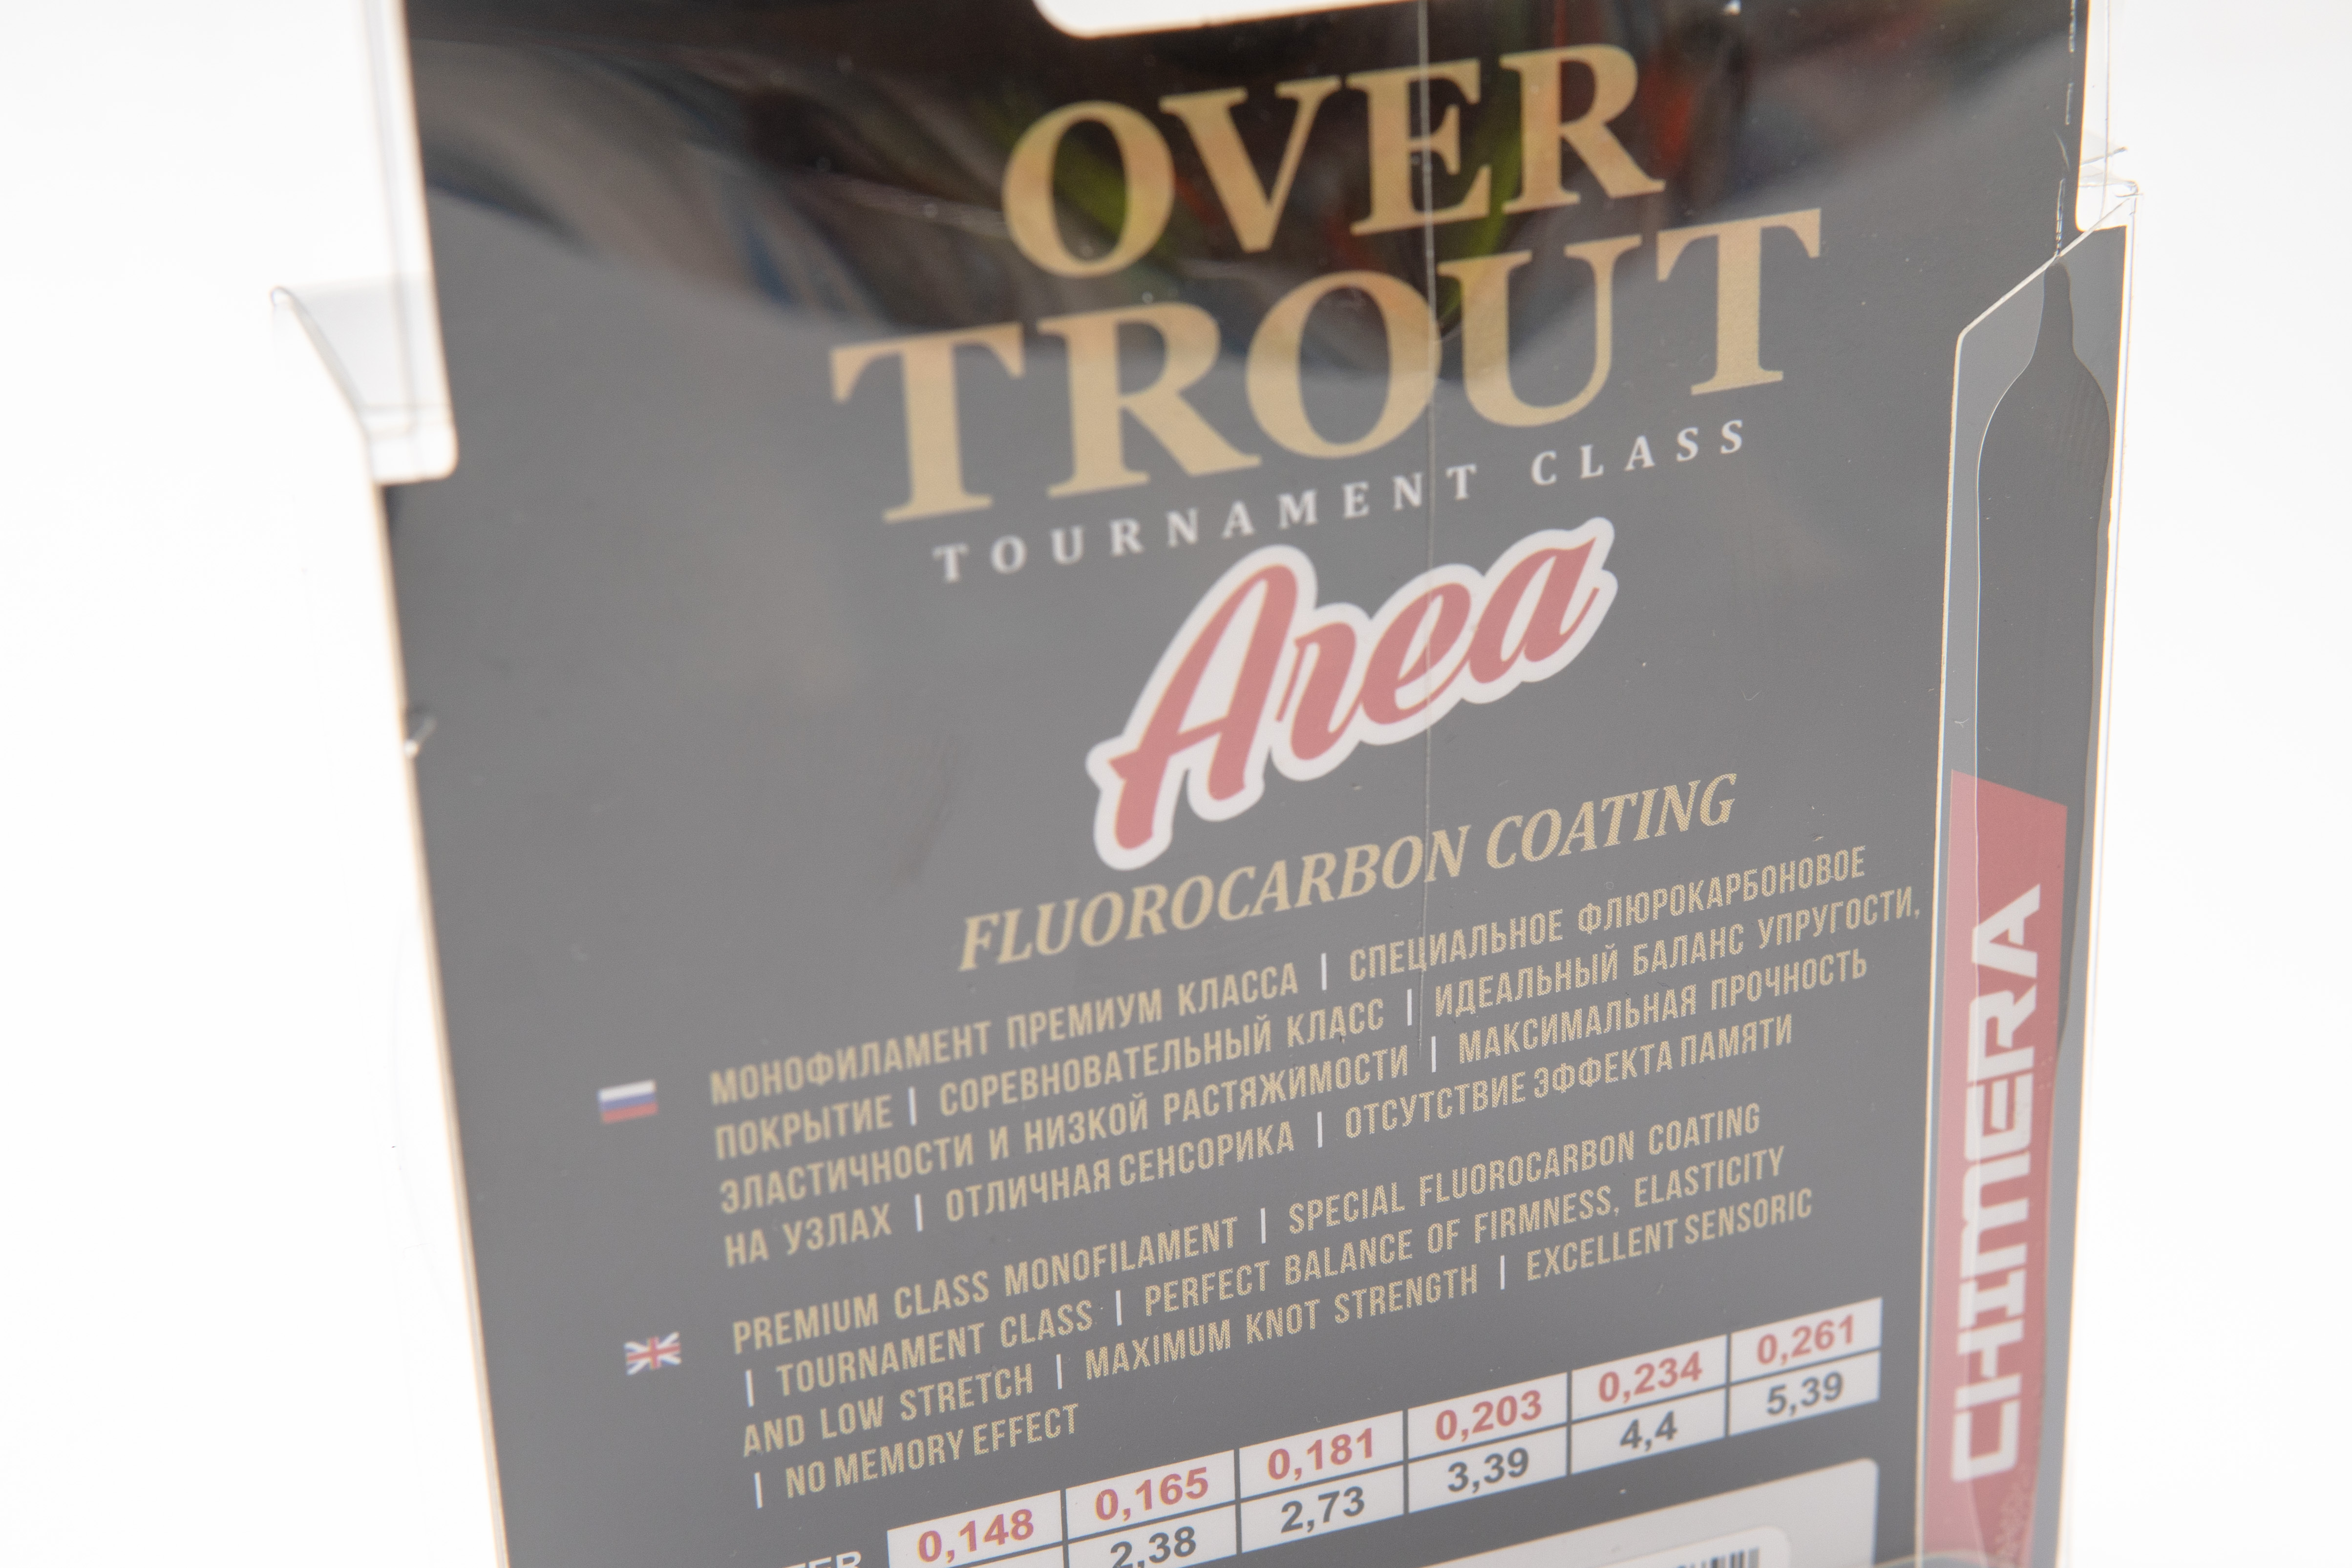 OVER
TROUT
TOURNAMENT CLASS
Area
FLUOROCARBON COATING
МОНОФИЛАМЕНТ ПРЕМИУМ КЛАССА | СПЕЦИАЛЬНОЕ ФЛЮРОКАРБОНОВОЕ
ПОКРЫТИЕ | СОРЕВНОВАТЕЛЬНЫЙ КЛАСС | ИДЕАЛЬНЫЙ БАЛАНС УПРУГОСТИ,
ЭЛАСТИЧНОСТИ И НИЗКОЙ РАСТЯЖИМОСТИ | МАКСИМАЛЬНАЯ ПРОЧНОСТЬ
НА УЗЛАХ | ОТЛИЧНАЯ СЕНСОРИКА | ОТСУТСТВИЕ ЭФФЕКТА ПАМЯТИ
PREMIUM CLASS MONOFILAMENT | SPECIAL FLUOROCARBON COATING
| TOURNAMENT CLASS | PERFECT BALANCE OF FIRMNESS, ELASTICITY
AND LOW STRETCH | MAXIMUM KNOT STRENGTH | EXCELLENT SENSORIC
| NO MEMORY EFFECT
0,148 0,165 0,181 0,203 0,234 0,261
2,38 2,73 3,39 4,4 5,39
CHIMERA